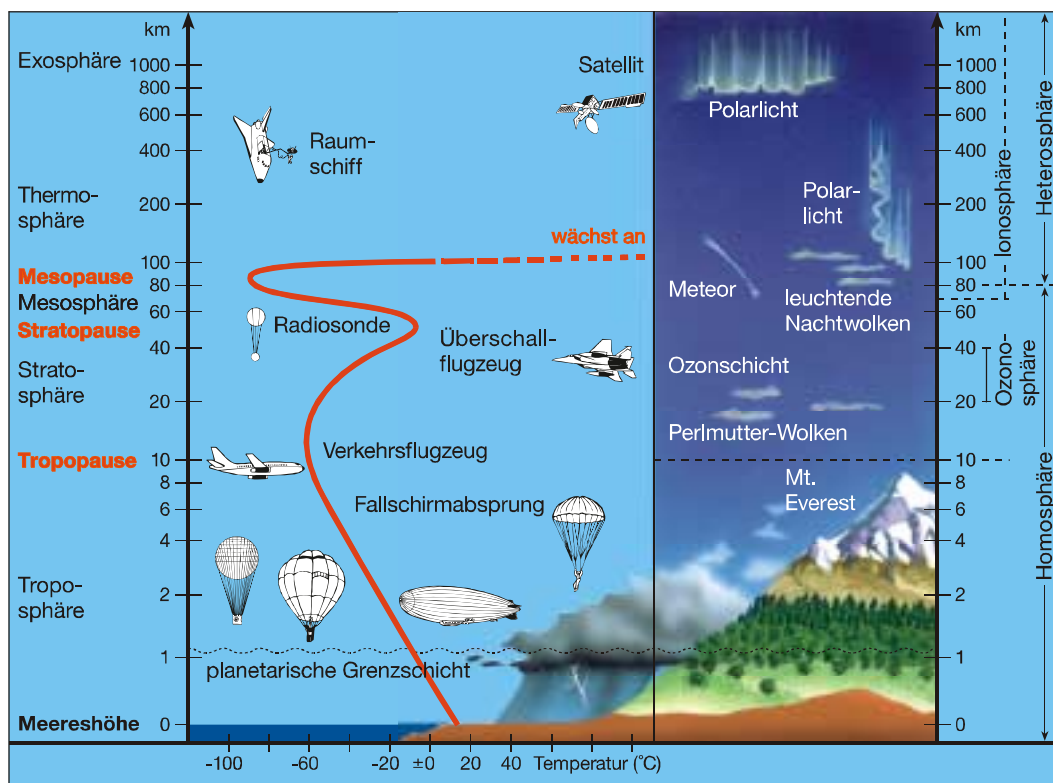 km
Exosphäre
1000
800
600
400
Thermo-
sphäre
200
100
Mesopause
80
Mesosphäre
60
Stratopause
40
Strato-
sphäre
20
Tropopause
10
8
6
4
Tropo-
sphäre
2
1
Meereshöhe
0
Satellit
Raum-
schiff
wächst an
Radiosonde
Überschall-
flugzeug
Verkehrsflugzeug
Fallschirmabsprung
planetarische Grenzschicht
-100
-60
-20
±0
20
40
Temperatur (°C)
Polarlicht
Polar-
licht
Meteor
leuchtende
Nachtwolken
Ozonschicht
Perlmutter-Wolken
Mt.
Everest
km
1000
800
600
400
200
100
80
60
40
20
10
8
6
4
2
1
0
Ionosphäre
Heterosphäre
Ozono-
sphäre
Homosphäre